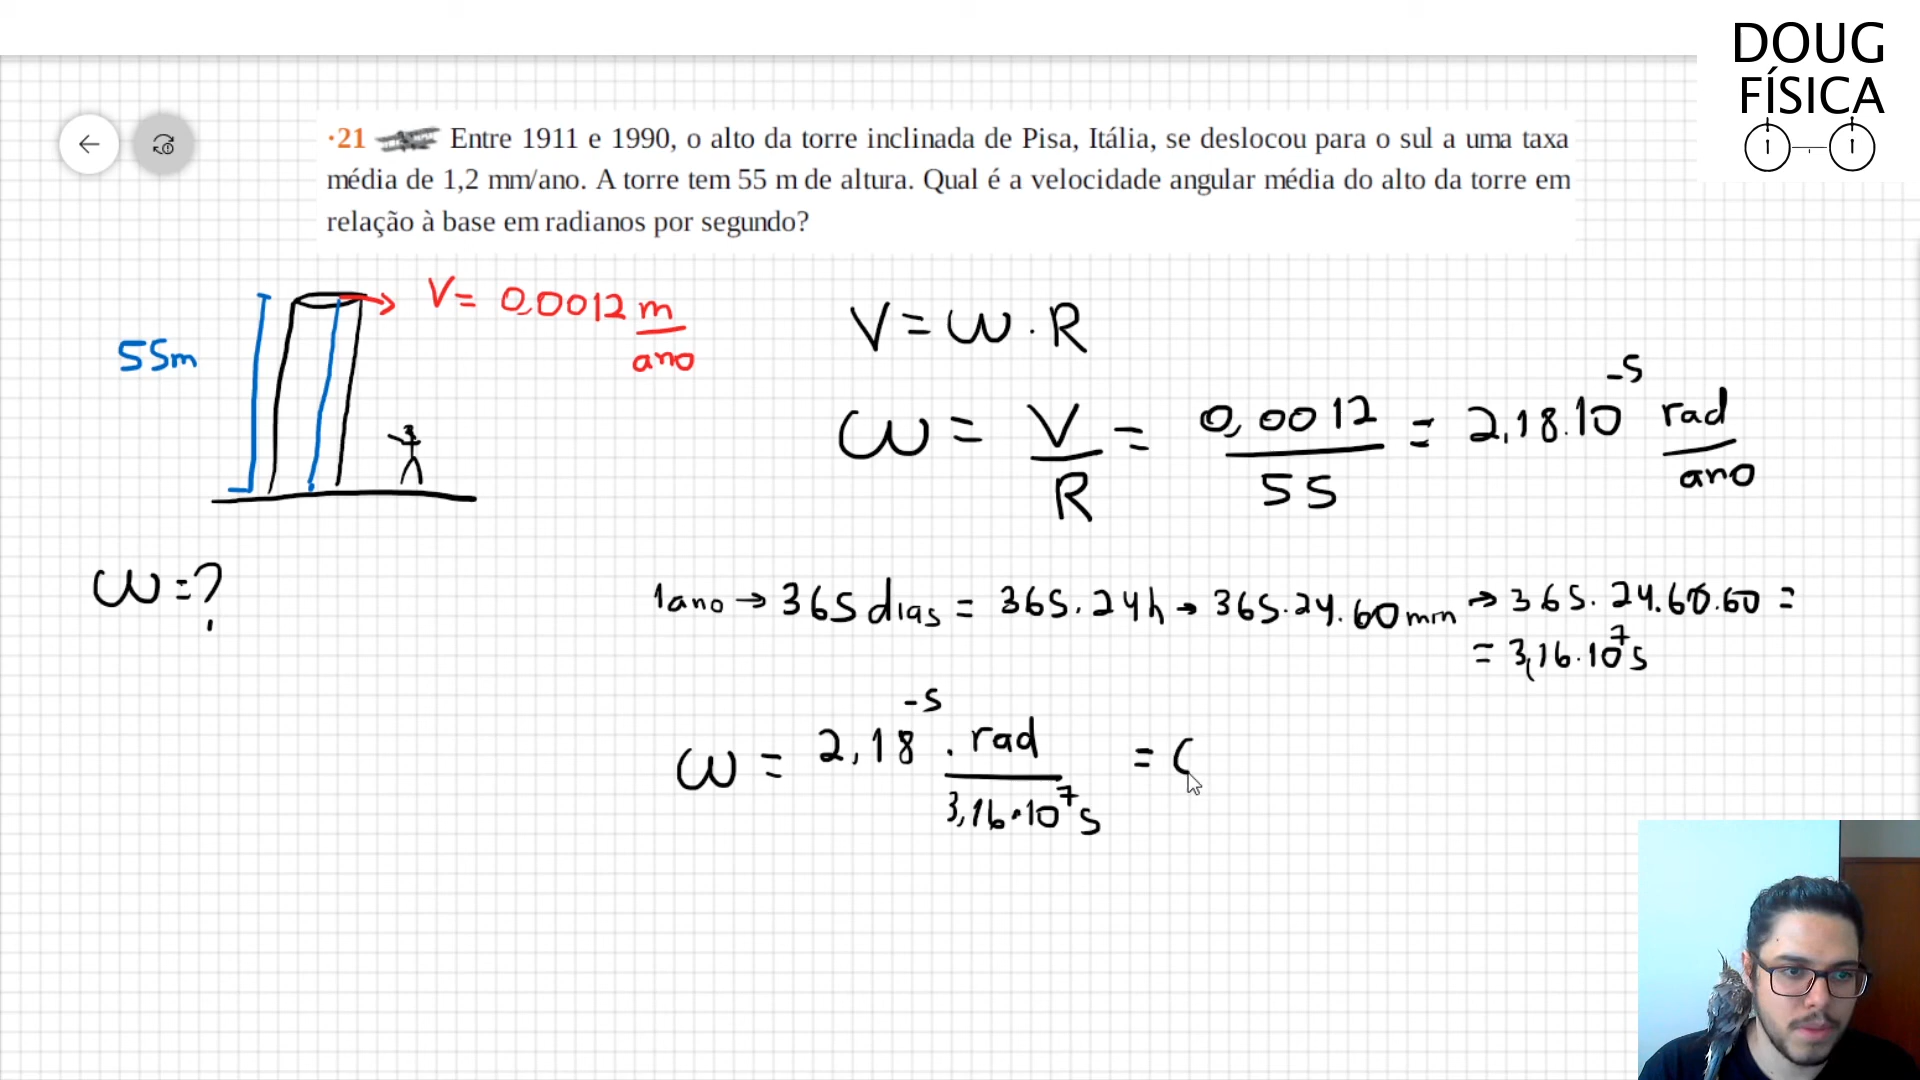 DOUG
FÍSICA
·21 Entre 1911 e 1990, o alto da torre inclinada de Pisa, Itália, se deslocou para o sul a uma taxa
média de 1,2 mm/ano. A torre tem 55 m de altura. Qual é a velocidade angular média do alto da torre em
relação à base em radianos por segundo?
V = 0,0012 m/ano
55m
V = ω · R
ω = V/R = 0,0012/55 = 2,18.10^-5 rad/ano
ω = ?
1ano → 365 dias = 365.24h → 365.24.60 min → 365.24.60.60 =
= 3,16.10^7 s
ω = 2,18^-5 . rad/3,16.10^7 s =